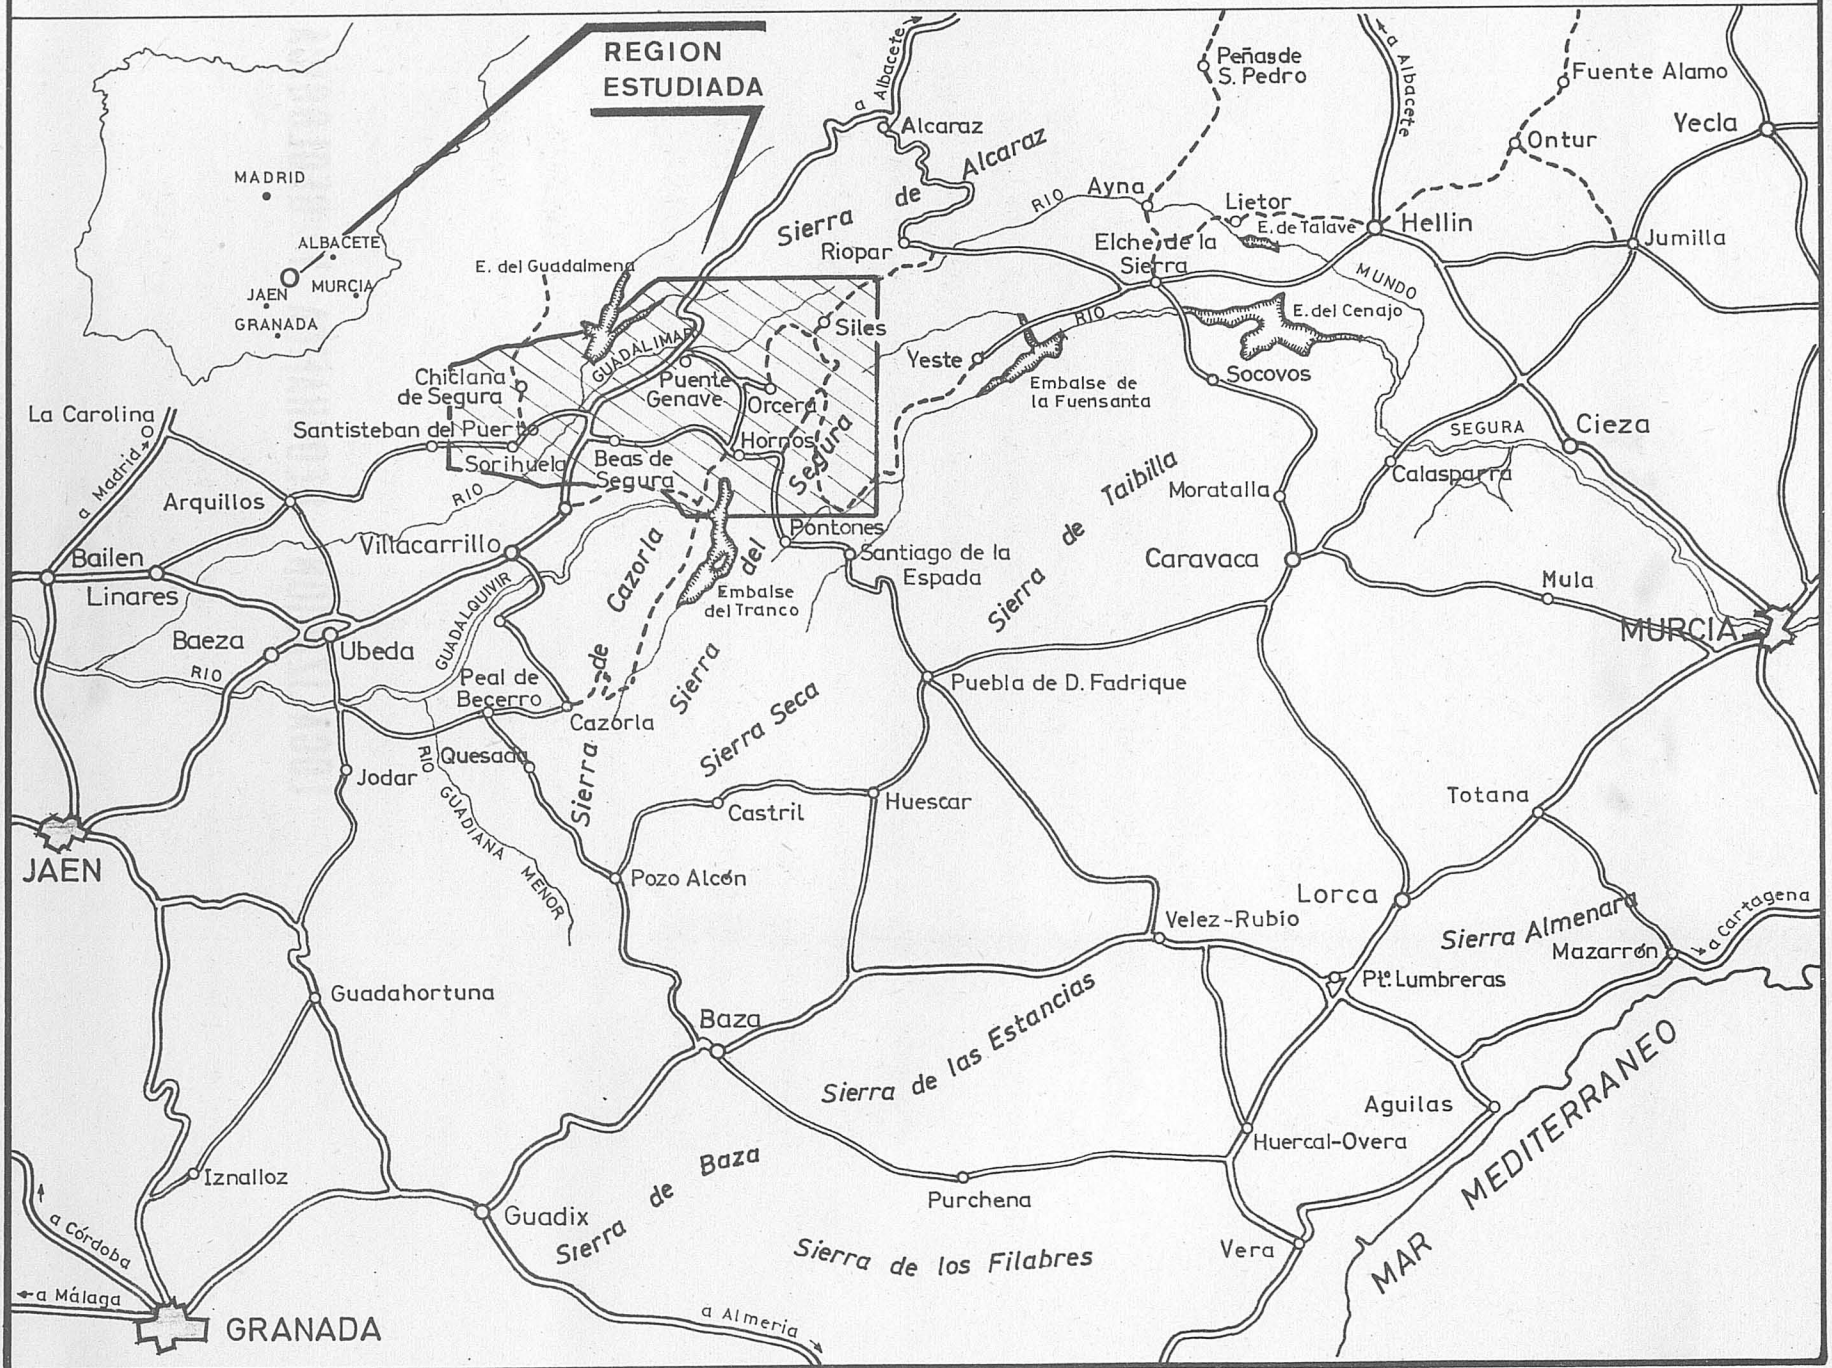 REGION
ESTUDIADA
MADRID
ALBACETE
JAEN
MURCIA
GRANADA
a Albacete
Alcaraz
Sierra de Alcaraz
Riopar
Peñas de
S. Pedro
a Albacete
Fuente Alamo
Ontur
Yecla
RIO
Ayna
Lietor
E. de Talave
Hellin
Jumilla
Elche de la
Sierra
MUNDO
E. del Guadalmena
GUADALIMAR
Siles
Yeste
RIO
E. del Cenajo
Embalse de
la Fuensanta
Socovos
Chiclana
de Segura
Puente
Genave
Orcera
La Carolina
a Madrid
Santisteban del Puerto
Sorihuela
Beas de
Segura
Hornos
Sierra del Segura
SEGURA
Cieza
Calasparra
Arquillos
RIO
Moratalla
Sierra de Taibilla
Bailen
Linares
Villacarrillo
Pontones
Santiago de la
Espada
Caravaca
Mula
Embalse
del Tranco
Sierra de Cazorla
Baeza
Ubeda
RIO
GUADALQUIVIR
MURCIA
Peal de
Becerro
Cazorla
Puebla de D. Fadrique
Sierra Seca
Quesada
Jodar
RIO
GUADIANA
MENOR
Castril
Huescar
Totana
JAEN
Pozo Alcón
Lorca
Velez-Rubio
Sierra Almenara
a Cartagena
Mazarrón
Pto. Lumbreras
Guadahortuna
Baza
Sierra de las Estancias
Aguilas
Huercal-Overa
MAR MEDITERRANEO
Iznalloz
Sierra de Baza
Purchena
Guadix
Sierra de los Filabres
Vera
a Córdoba
a Málaga
GRANADA
a Almeria